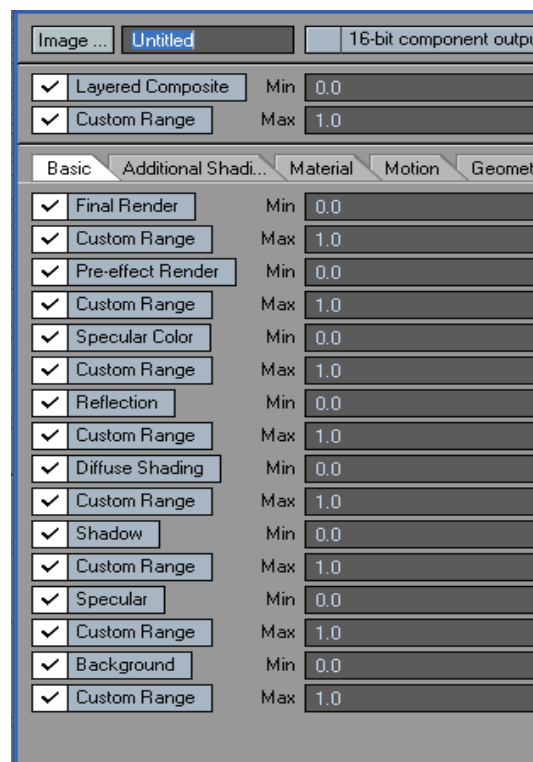 Image ... Untitled 16-bit component outpu
Layered Composite Min 0.0
Custom Range Max 1.0
Basic Additional Shadi... Material Motion Geomet
Final Render Min 0.0
Custom Range Max 1.0
Pre-effect Render Min 0.0
Custom Range Max 1.0
Specular Color Min 0.0
Custom Range Max 1.0
Reflection Min 0.0
Custom Range Max 1.0
Diffuse Shading Min 0.0
Custom Range Max 1.0
Shadow Min 0.0
Custom Range Max 1.0
Specular Min 0.0
Custom Range Max 1.0
Background Min 0.0
Custom Range Max 1.0